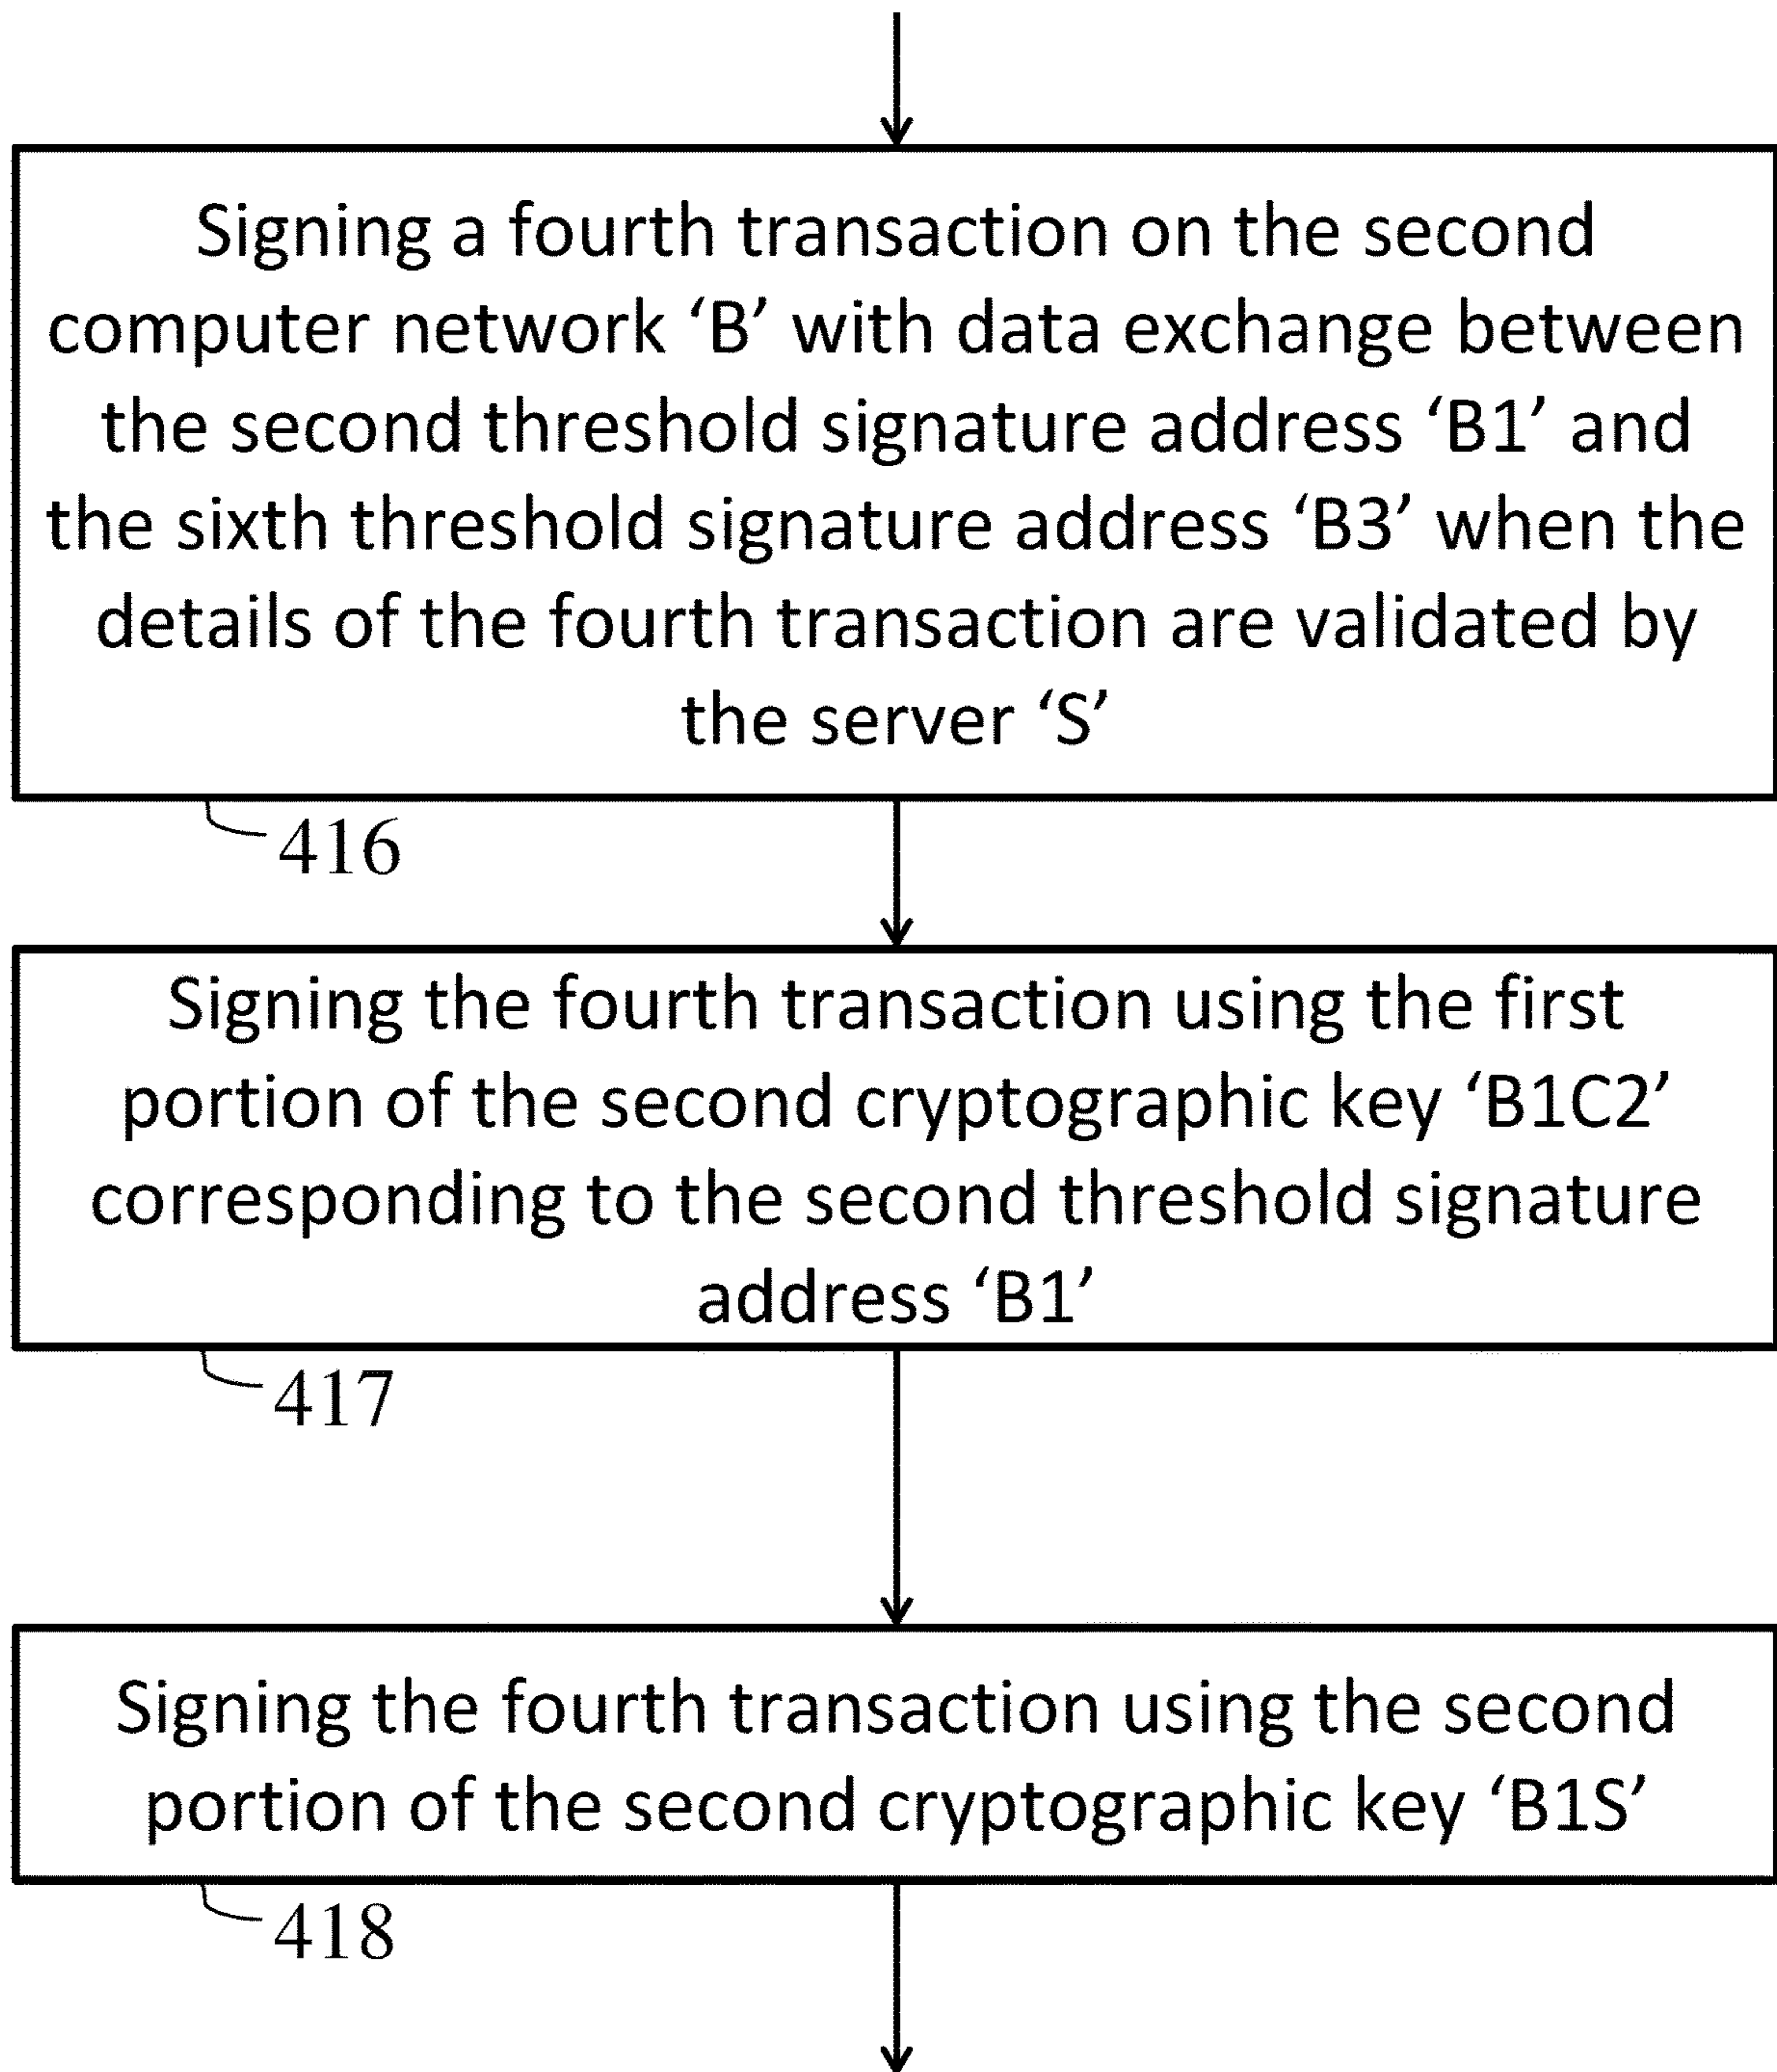 Signing a fourth transaction on the second
computer network ‘B’ with data exchange between
the second threshold signature address ‘B1’ and
the sixth threshold signature address ‘B3’ when the
details of the fourth transaction are validated by
the server ‘S’
416
Signing the fourth transaction using the first
portion of the second cryptographic key ‘B1C2’
corresponding to the second threshold signature
address ‘B1’
417
Signing the fourth transaction using the second
portion of the second cryptographic key ‘B1S’
418